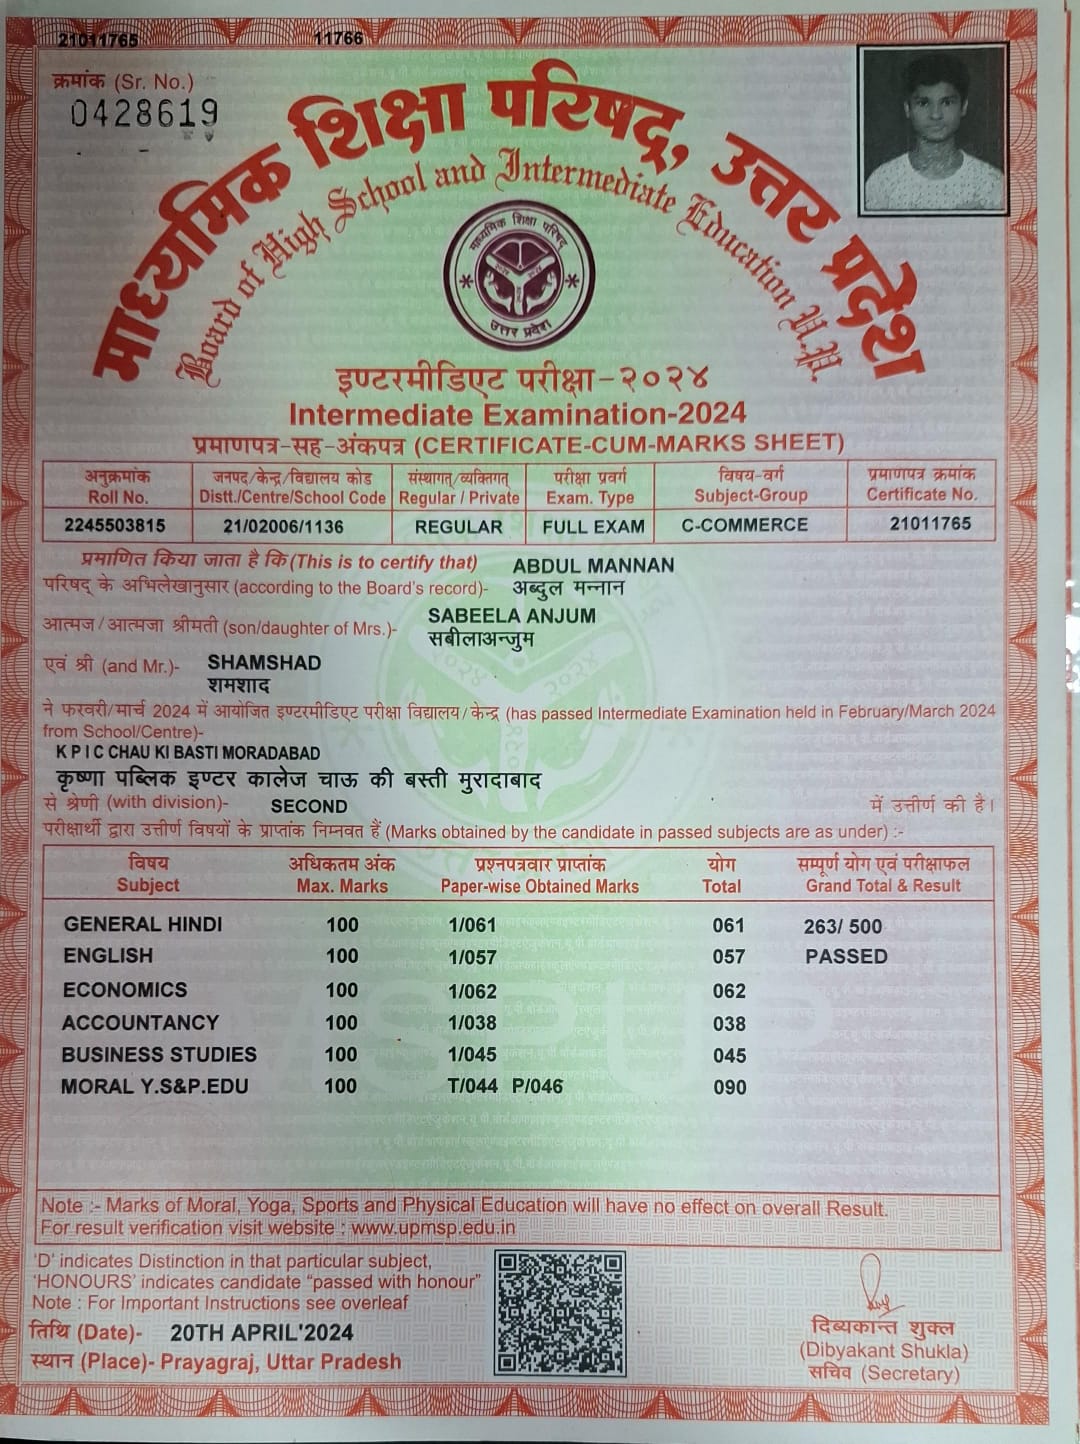 21011765 11766
क्रमांक (Sr. No.)
0428619
माध्यमिक शिक्षा परिषद्, उत्तर प्रदेश
Board of High School and Intermediate Education U.P.
माध्यमिक शिक्षा परिषद
उत्तर प्रदेश
इण्टरमीडिएट परीक्षा-२०२४
Intermediate Examination-2024
प्रमाणपत्र-सह-अंकपत्र (CERTIFICATE-CUM-MARKS SHEET)
अनुक्रमांक जनपद/केन्द्र/विद्यालय कोड संस्थागत्/व्यक्तिगत् परीक्षा प्रवर्ग विषय-वर्ग प्रमाणपत्र क्रमांक
Roll No. Distt./Centre/School Code Regular / Private Exam. Type Subject-Group Certificate No.
2245503815 21/02006/1136 REGULAR FULL EXAM C-COMMERCE 21011765
प्रमाणित किया जाता है कि (This is to certify that) ABDUL MANNAN
परिषद् के अभिलेखानुसार (according to the Board's record)- अब्दुल मन्नान
SABEELA ANJUM
आत्मज/आत्मजा श्रीमती (son/daughter of Mrs.)- सबीलाअन्जुम
एवं श्री (and Mr.)- SHAMSHAD
शमशाद
ने फरवरी/मार्च 2024 में आयोजित इण्टरमीडिएट परीक्षा विद्यालय/केन्द्र (has passed Intermediate Examination held in February/March 2024
from School/Centre)-
K P I C CHAU KI BASTI MORADABAD
कृष्णा पब्लिक इण्टर कालेज चाऊ की बस्ती मुरादाबाद
से श्रेणी (with division)- SECOND में उत्तीर्ण की है।
परीक्षार्थी द्वारा उत्तीर्ण विषयों के प्राप्तांक निम्नवत हैं (Marks obtained by the candidate in passed subjects are as under) :-
विषय अधिकतम अंक प्रश्नपत्रवार प्राप्तांक योग सम्पूर्ण योग एवं परीक्षाफल
Subject Max. Marks Paper-wise Obtained Marks Total Grand Total & Result
GENERAL HINDI 100 1/061 061 263/ 500
ENGLISH 100 1/057 057 PASSED
ECONOMICS 100 1/062 062
ACCOUNTANCY 100 1/038 038
BUSINESS STUDIES 100 1/045 045
MORAL Y.S&P.EDU 100 T/044 P/046 090
Note :- Marks of Moral, Yoga, Sports and Physical Education will have no effect on overall Result.
For result verification visit website : www.upmsp.edu.in
'D' indicates Distinction in that particular subject,
'HONOURS' indicates candidate "passed with honour"
Note : For Important Instructions see overleaf
तिथि (Date)- 20TH APRIL'2024
स्थान (Place)- Prayagraj, Uttar Pradesh
दिब्यकान्त शुक्ल
(Dibyakant Shukla)
सचिव (Secretary)